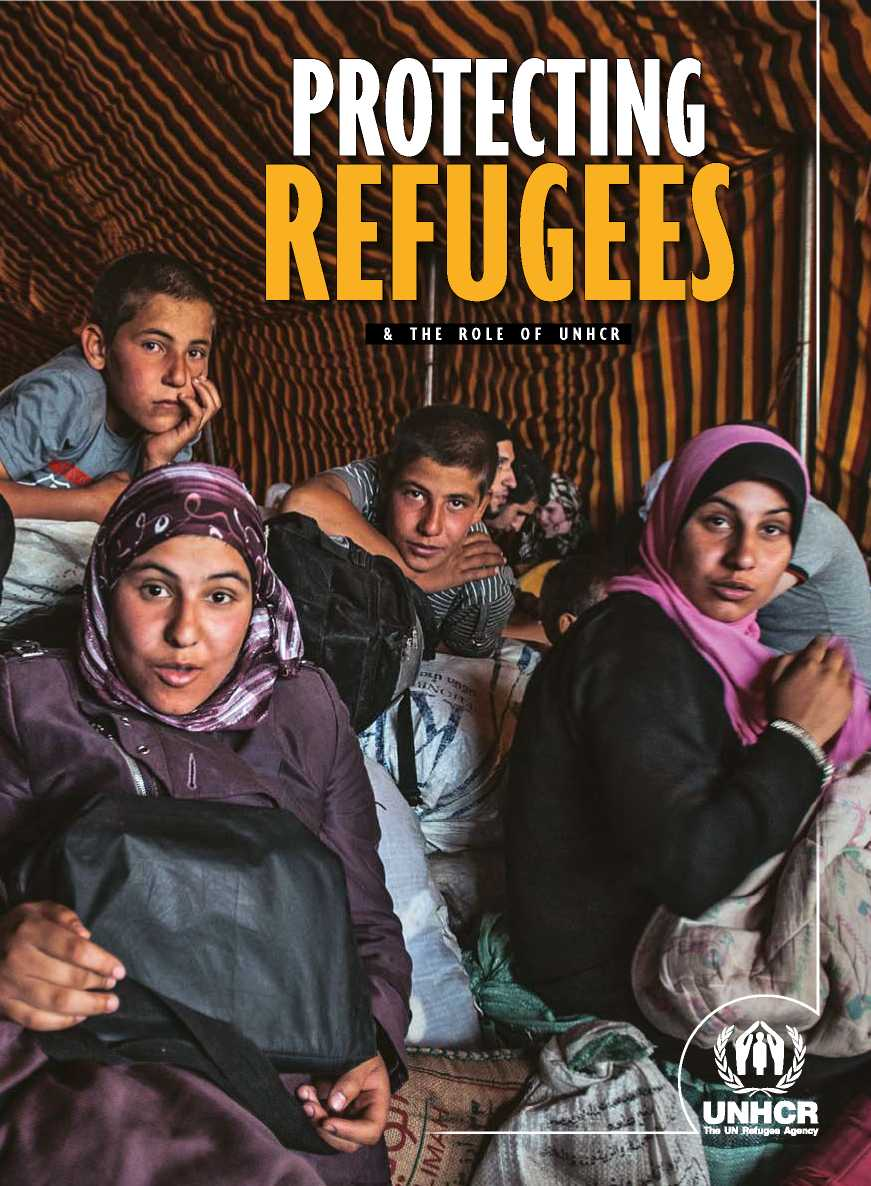 PROTECTING
REFUGEES
& THE ROLE OF UNHCR
UNHCR
The UN Refugee Agency